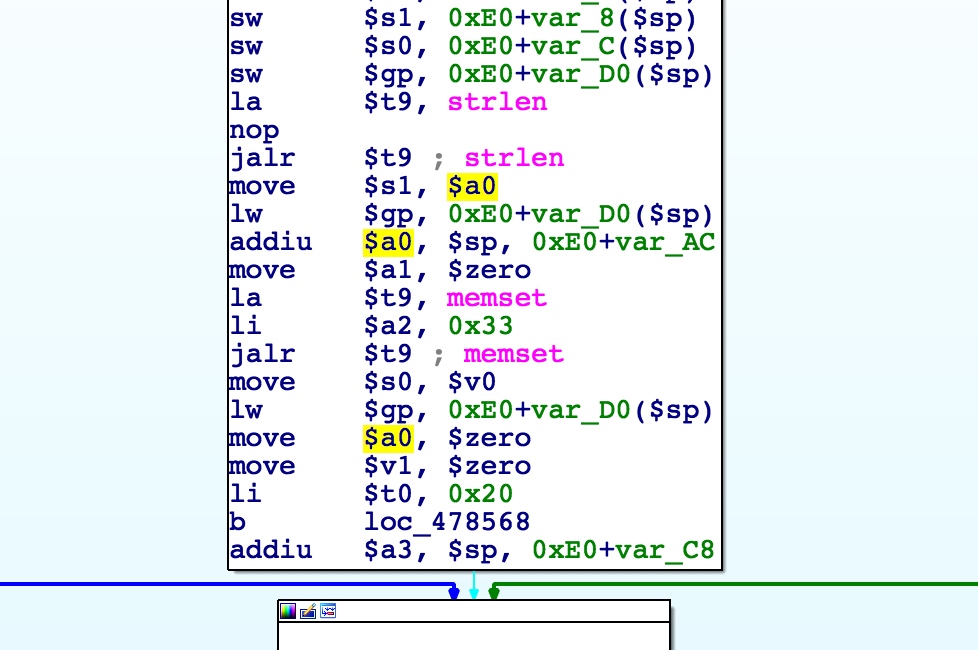 sw $s1, 0xE0+var_8($sp)
sw $s0, 0xE0+var_C($sp)
sw $gp, 0xE0+var_D0($sp)
la $t9, strlen
nop
jalr $t9 ; strlen
move $s1, $a0
lw $gp, 0xE0+var_D0($sp)
addiu $a0, $sp, 0xE0+var_AC
move $a1, $zero
la $t9, memset
li $a2, 0x33
jalr $t9 ; memset
move $s0, $v0
lw $gp, 0xE0+var_D0($sp)
move $a0, $zero
move $v1, $zero
li $t0, 0x20
b loc_478568
addiu $a3, $sp, 0xE0+var_C8